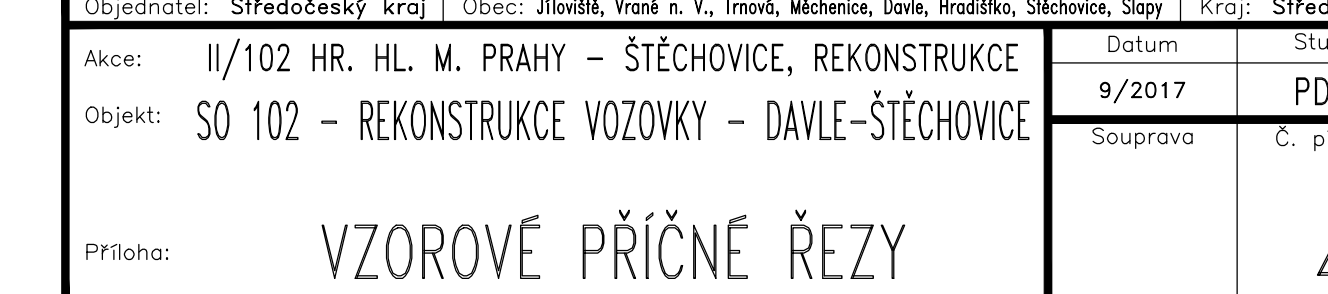 Objednatel: Středočeský kraj Obec: Jíloviště, Vrané n. V., Trnová, Měchenice, Davle, Hradištko, Štěchovice, Slapy Kraj:
Akce: II/102 HR. HL. M. PRAHY – ŠTĚCHOVICE, REKONSTRUKCE Datum
9/2017 PD
Objekt: SO 102 – REKONSTRUKCE VOZOVKY – DAVLE–ŠTĚCHOVICE
Souprava Č.
Příloha: VZOROVÉ PŘÍČNÉ ŘEZY